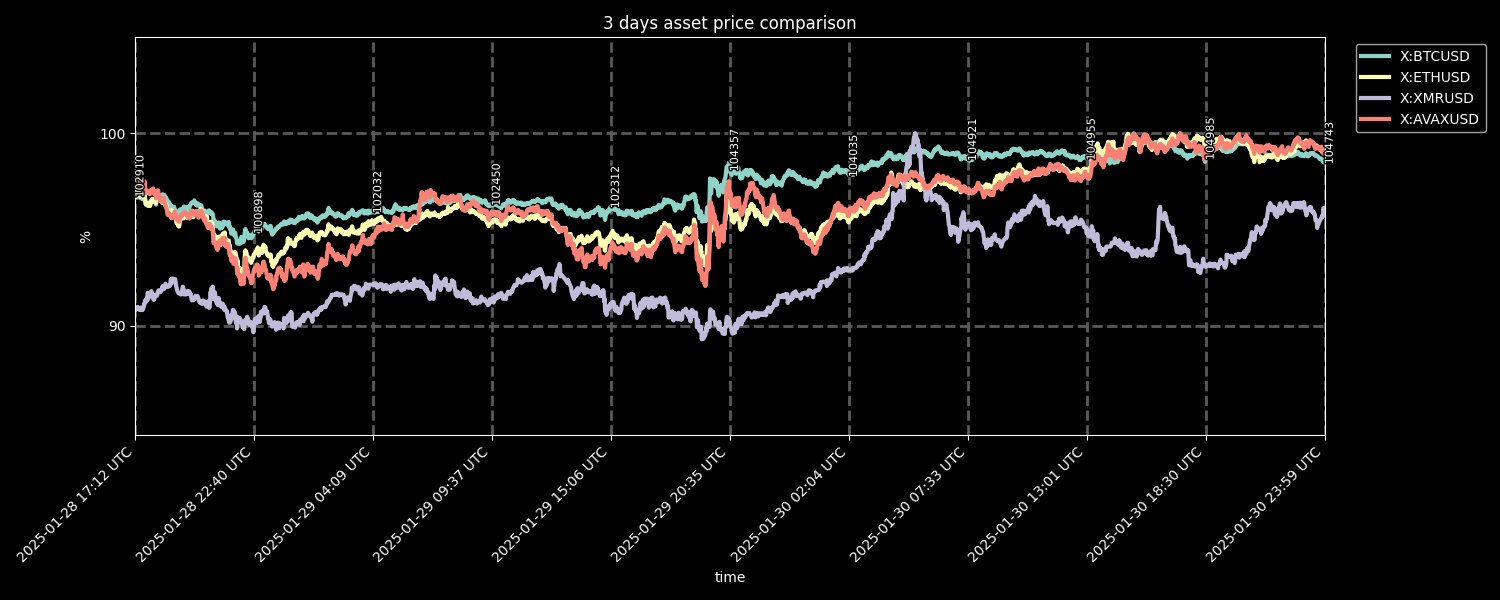 3 days asset price comparison
X:BTCUSD
X:ETHUSD
X:XMRUSD
X:AVAXUSD
100
90
%
102910
100898
102032
102450
102312
104357
104035
104921
104955
104985
104743
2025-01-28 17:12 UTC
2025-01-28 22:40 UTC
2025-01-29 04:09 UTC
2025-01-29 09:37 UTC
2025-01-29 15:06 UTC
2025-01-29 20:35 UTC
2025-01-30 02:04 UTC
2025-01-30 07:33 UTC
2025-01-30 13:01 UTC
2025-01-30 18:30 UTC
2025-01-30 23:59 UTC
time